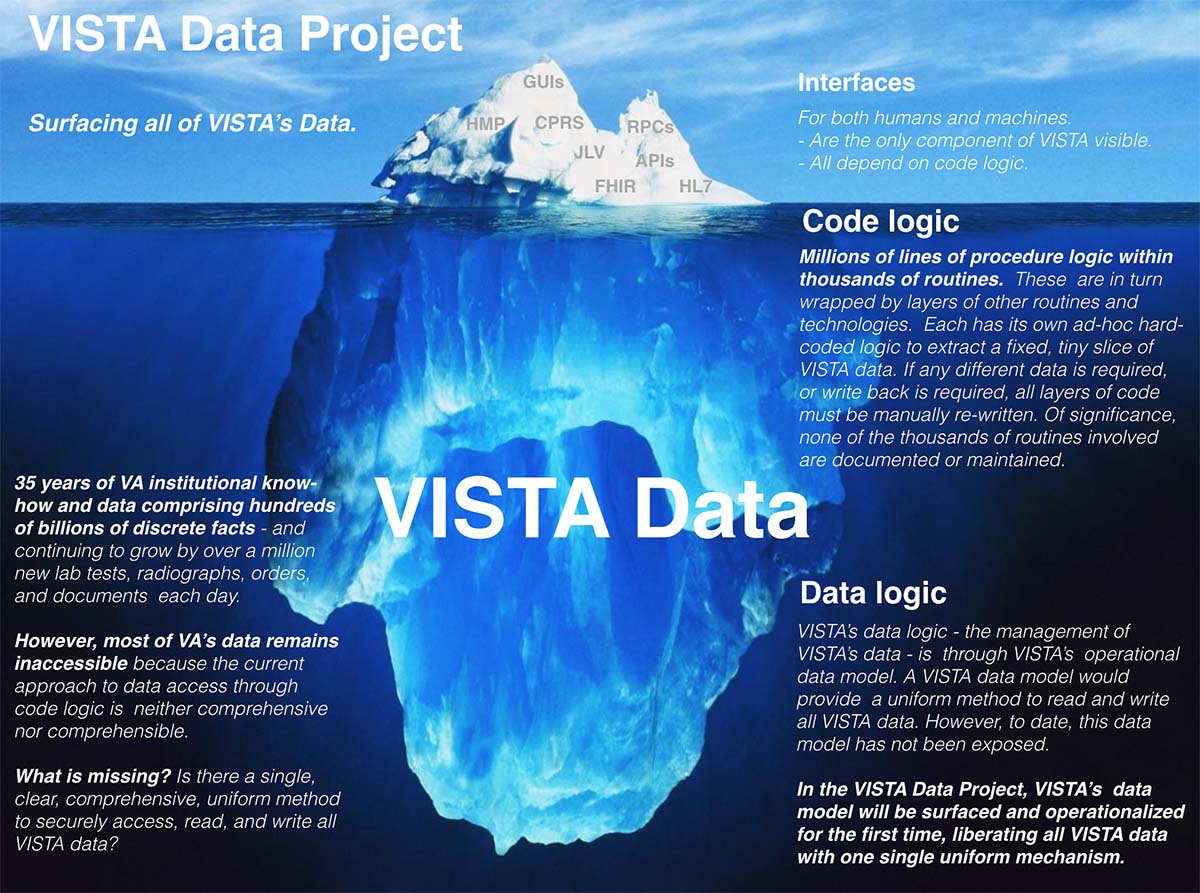 VISTA Data Project
Surfacing all of VISTA's Data.
GUIs
HMP
CPRS
RPCs
JLV
APIs
FHIR
HL7
Interfaces
For both humans and machines.
- Are the only component of VISTA visible.
- All depend on code logic.
Code logic
Millions of lines of procedure logic within
thousands of routines. These are in turn
wrapped by layers of other routines and
technologies. Each has its own ad-hoc hard-
coded logic to extract a fixed, tiny slice of
VISTA data. If any different data is required,
or write back is required, all layers of code
must be manually re-written. Of significance,
none of the thousands of routines involved
are documented or maintained.
35 years of VA institutional know-
how and data comprising hundreds
of billions of discrete facts - and
continuing to grow by over a million
new lab tests, radiographs, orders,
and documents each day.
However, most of VA's data remains
inaccessible because the current
approach to data access through
code logic is neither comprehensive
nor comprehensible.
What is missing? Is there a single,
clear, comprehensive, uniform method
to securely access, read, and write all
VISTA data?
VISTA Data
Data logic
VISTA's data logic - the management of
VISTA's data - is through VISTA's operational
data model. A VISTA data model would
provide a uniform method to read and write
all VISTA data. However, to date, this data
model has not been exposed.
In the VISTA Data Project, VISTA's data
model will be surfaced and operationalized
for the first time, liberating all VISTA data
with one single uniform mechanism.